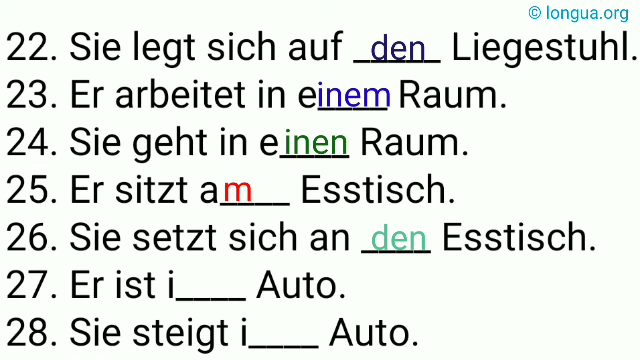 © longua.org
22. Sie legt sich auf _den_ Liegestuhl.
23. Er arbeitet in einem Raum.
24. Sie geht in einen Raum.
25. Er sitzt am___ Esstisch.
26. Sie setzt sich an den Esstisch.
27. Er ist i____ Auto.
28. Sie steigt i____ Auto.